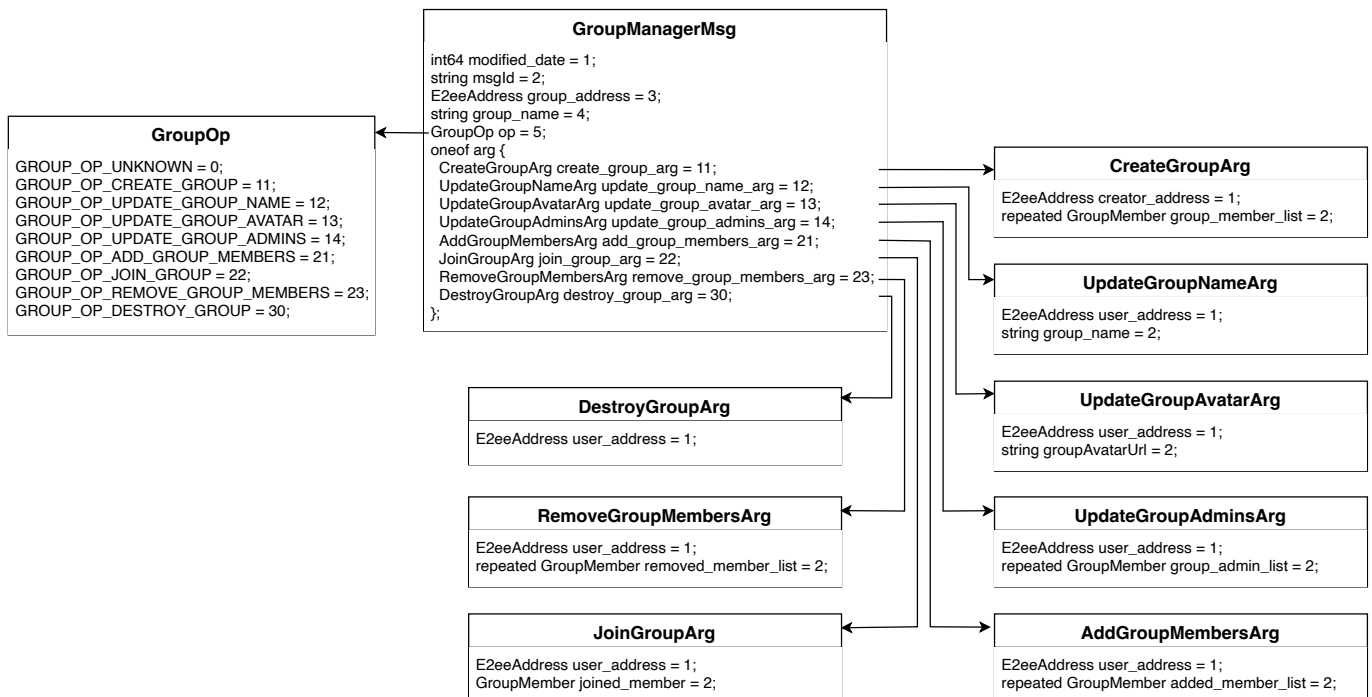 GroupManagerMsg
int64 modified_date = 1;
string msgId = 2;
E2eeAddress group_address = 3;
string group_name = 4;
GroupOp op = 5;
oneof arg {
CreateGroupArg create_group_arg = 11;
UpdateGroupNameArg update_group_name_arg = 12;
UpdateGroupAvatarArg update_group_avatar_arg = 13;
UpdateGroupAdminsArg update_group_admins_arg = 14;
AddGroupMembersArg add_group_members_arg = 21;
JoinGroupArg join_group_arg = 22;
RemoveGroupMembersArg remove_group_members_arg = 23;
DestroyGroupArg destroy_group_arg = 30;
};
GroupOp
GROUP_OP_UNKNOWN = 0;
GROUP_OP_CREATE_GROUP = 11;
GROUP_OP_UPDATE_GROUP_NAME = 12;
GROUP_OP_UPDATE_GROUP_AVATAR = 13;
GROUP_OP_UPDATE_GROUP_ADMINS = 14;
GROUP_OP_ADD_GROUP_MEMBERS = 21;
GROUP_OP_JOIN_GROUP = 22;
GROUP_OP_REMOVE_GROUP_MEMBERS = 23;
GROUP_OP_DESTROY_GROUP = 30;
CreateGroupArg
E2eeAddress creator_address = 1;
repeated GroupMember group_member_list = 2;
UpdateGroupNameArg
E2eeAddress user_address = 1;
string group_name = 2;
DestroyGroupArg
E2eeAddress user_address = 1;
UpdateGroupAvatarArg
E2eeAddress user_address = 1;
string groupAvatarUrl = 2;
RemoveGroupMembersArg
E2eeAddress user_address = 1;
repeated GroupMember removed_member_list = 2;
UpdateGroupAdminsArg
E2eeAddress user_address = 1;
repeated GroupMember group_admin_list = 2;
JoinGroupArg
E2eeAddress user_address = 1;
GroupMember joined_member = 2;
AddGroupMembersArg
E2eeAddress user_address = 1;
repeated GroupMember added_member_list = 2;